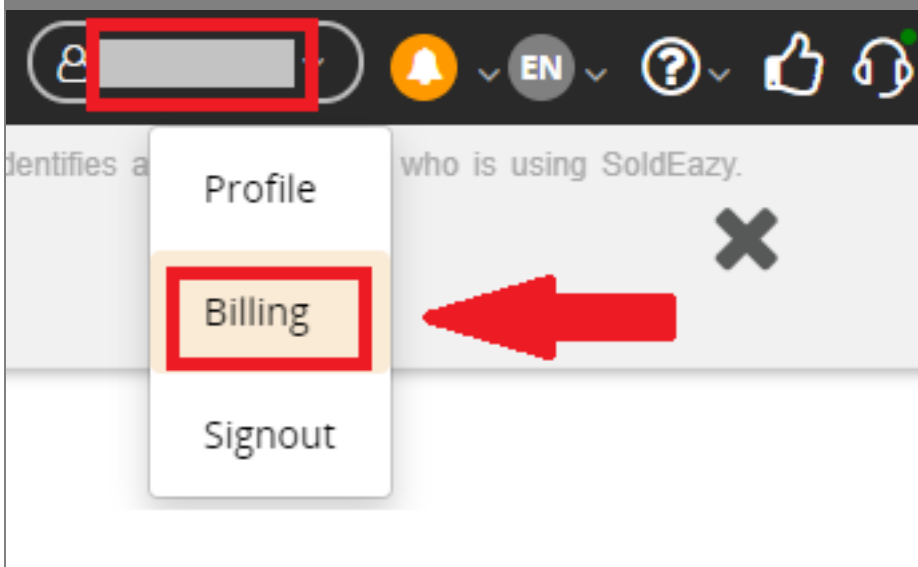 EN
dentifies a who is using SoldEazy.
Profile
Billing
Signout